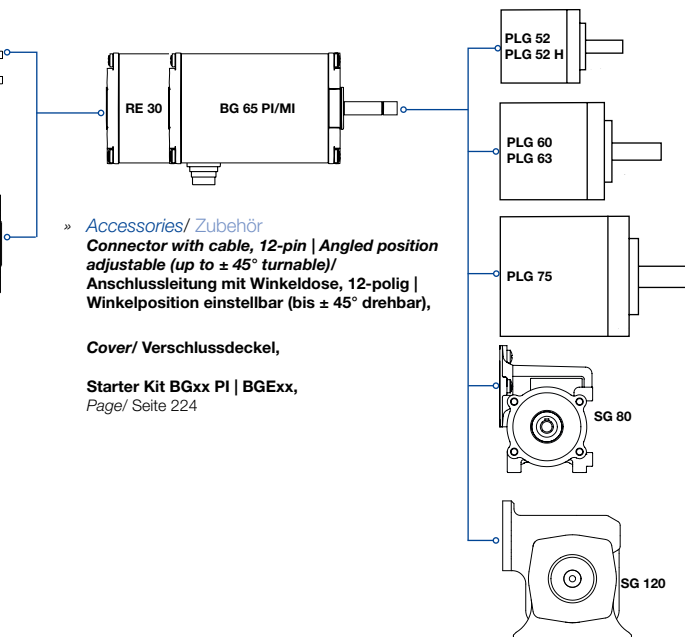 PLG 52
PLG 52 H
RE 30
BG 65 PI/MI
PLG 60
PLG 63
» Accessories/ Zubehör
Connector with cable, 12-pin | Angled position
adjustable (up to ± 45° turnable)/
Anschlussleitung mit Winkeldose, 12-polig |
Winkelposition einstellbar (bis ± 45° drehbar),
Cover/ Verschlussdeckel,
Starter Kit BGxx PI | BGExx,
Page/ Seite 224
PLG 75
SG 80
SG 120